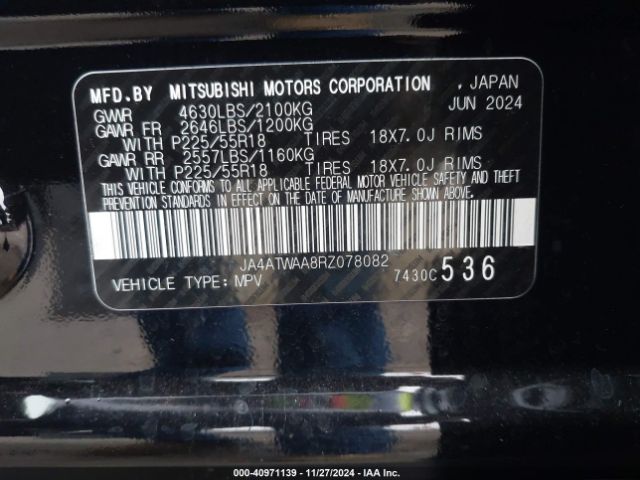 MFD.BY MITSUBISHI MOTORS CORPORATION , JAPAN
GWVR 4630LBS/2100KG JUN 2024
GAWR FR 2646LBS/1200KG
WITH P225/55R18 TIRES 18X7.0J RIMS
GAWR RR 2557LBS/1160KG
WITH P225/55R18 TIRES 18X7.0J RIMS
THIS VEHICLE CONFORMS TO ALL APPLICABLE FEDERAL MOTOR VEHICLE SAFETY AND THEFT
PREVENTION STANDARDS IN EFFECT ON THE DATE OF MANUFACTURE SHOWN ABOVE.
JA4ATWAA8RZ078082
VEHICLE TYPE: MPV 7430C 536
000-40971139 - 11/27/2024 - IAA Inc.